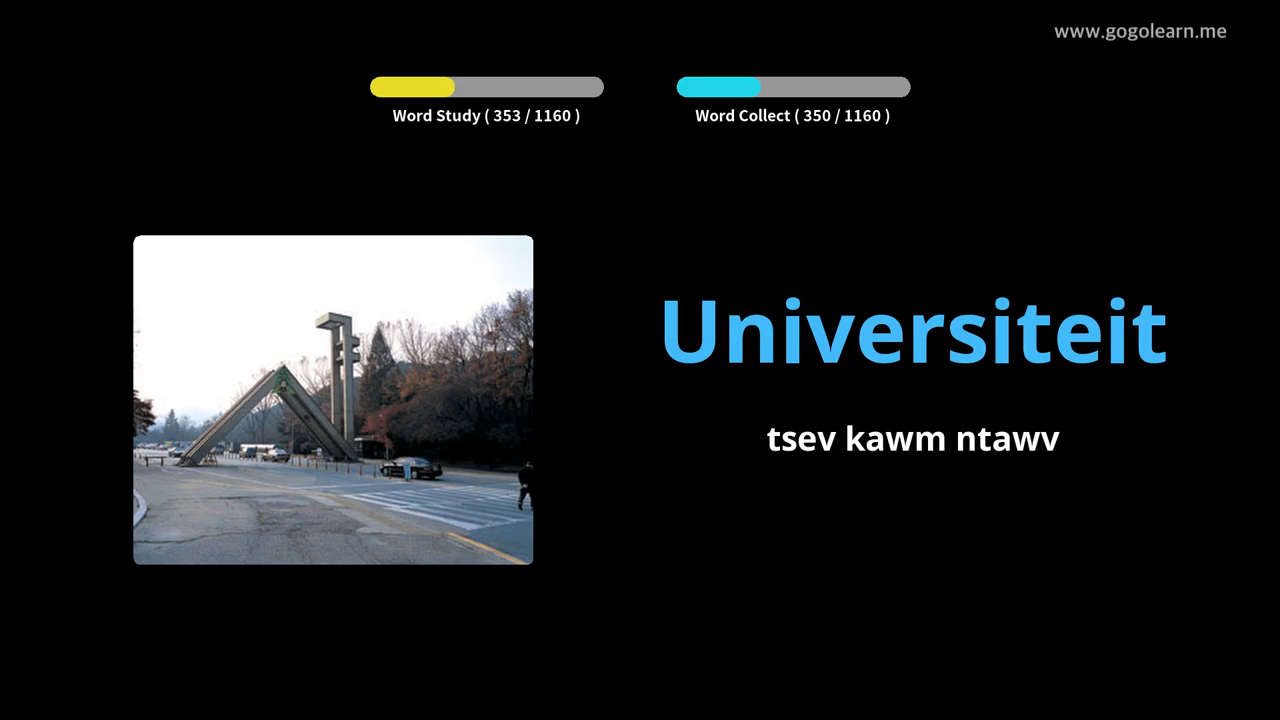 www.gogolearn.me
Word Study ( 353 / 1160 )
Word Collect ( 350 / 1160 )
Universiteit
tsev kawm ntawv